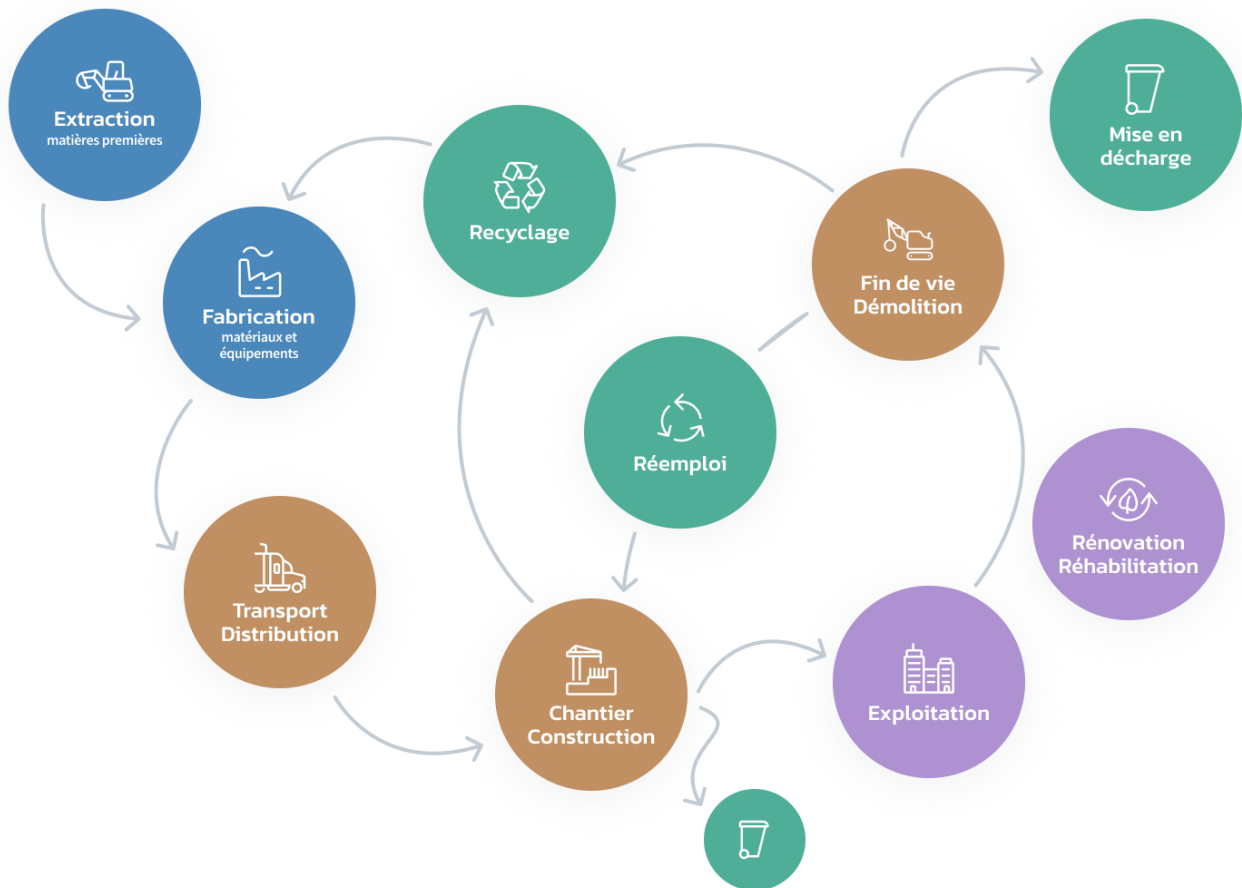 Extraction
matières premières
Mise en
décharge
Recyclage
Fin de vie
Démolition
Fabrication
matériaux et
équipements
Réemploi
Rénovation
Réhabilitation
Transport
Distribution
Chantier
Construction
Exploitation